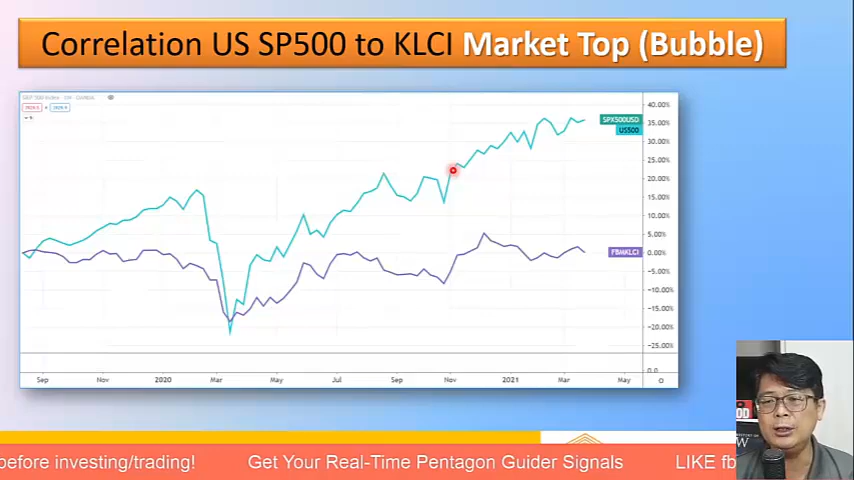 Correlation US SP500 to KLCI Market Top (Bubble)
40.00%
SPX500USD
35.00%
US500
30.00%
25.00%
20.00%
15.00%
10.00%
5.00%
FBMKLCI
0.00%
-5.00%
-10.00%
-15.00%
-20.00%
-25.00%
0.0
Sep
Nov
2020
Mar
May
Jul
Sep
Nov
2021
Mar
May
before investing/trading! Get Your Real-Time Pentagon Guider Signals LIKE fb